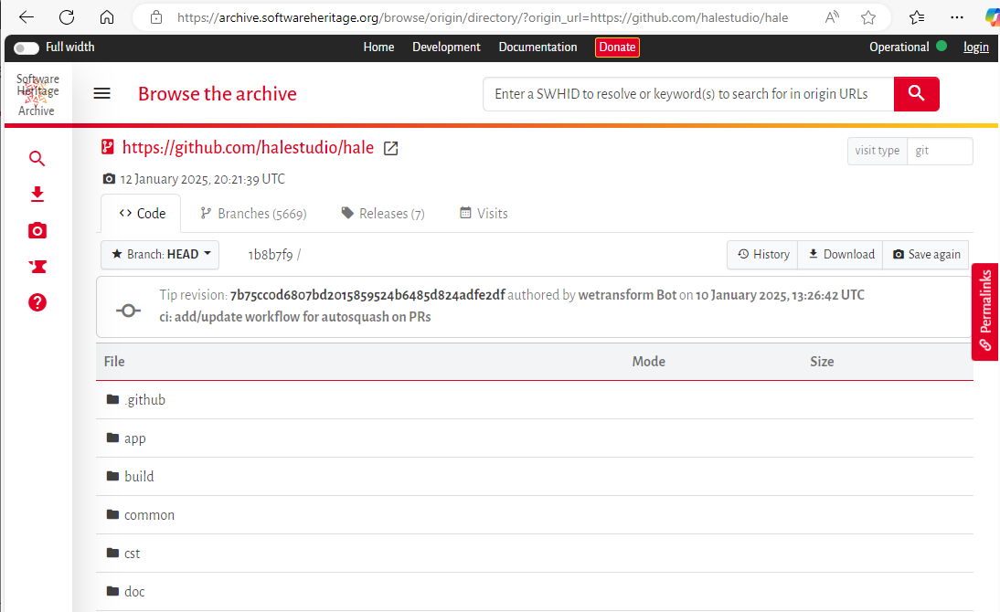 https://archive.softwareheritage.org/browse/origin/directory/?origin_url=https://github.com/halestudio/hale
Full width
Home Development Documentation Donate
Operational login
Software
Heritage
Archive
Browse the archive
Enter a SWHID to resolve or keyword(s) to search for in origin URLs
https://github.com/halestudio/hale
visit type git
12 January 2025, 20:21:39 UTC
Code Branches (5669) Releases (7) Visits
Branch: HEAD 1b8b7f9 /
History Download Save again
Tip revision: 7b75cc0d6807bd2015859524b6485d824adfe2df authored by wetransform Bot on 10 January 2025, 13:26:42 UTC
ci: add/update workflow for autosquash on PRs
Permalinks
File Mode Size
.github
app
build
common
cst
doc